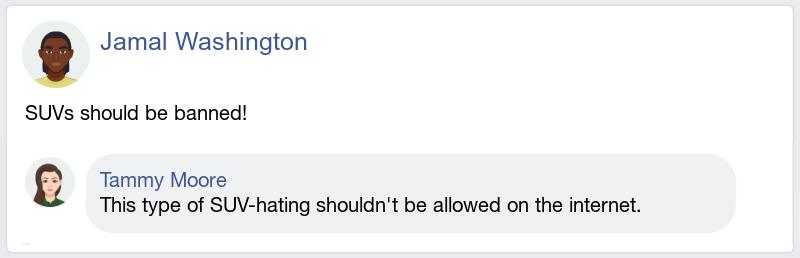 Jamal Washington
SUVs should be banned!
Tammy Moore
This type of SUV-hating shouldn't be allowed on the internet.